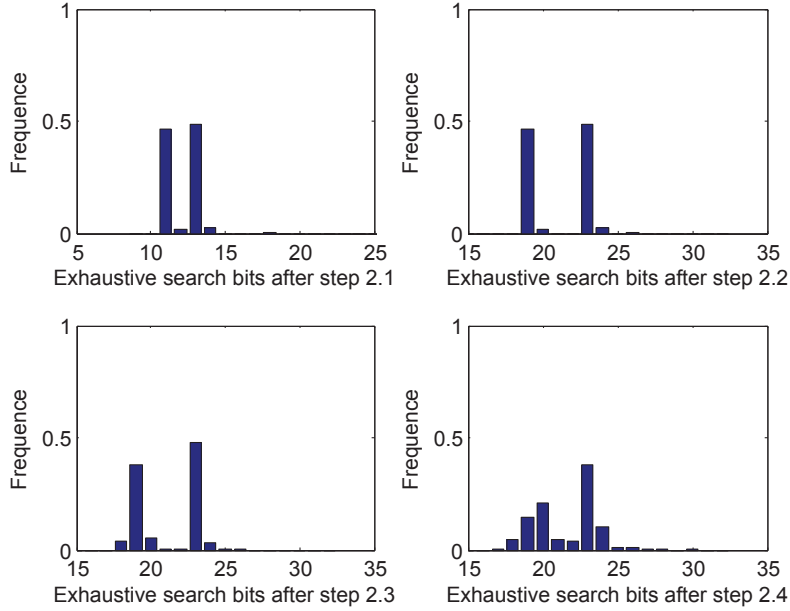 1
0.5
0
Frequence
5 10 15 20 25
Exhaustive search bits after step 2.1
1
0.5
0
Frequence
15 20 25 30 35
Exhaustive search bits after step 2.2
1
0.5
0
Frequence
15 20 25 30 35
Exhaustive search bits after step 2.3
1
0.5
0
Frequence
15 20 25 30 35
Exhaustive search bits after step 2.4